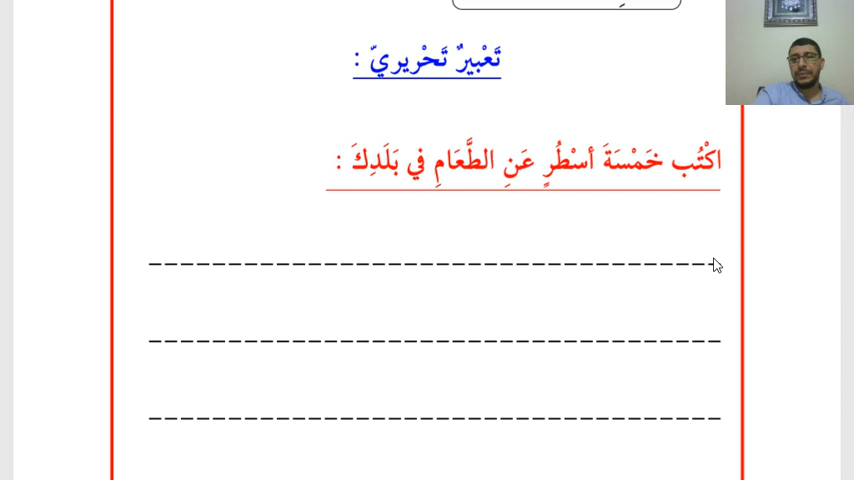 تَعْبيرٌ تَحْريريّ :
اكْتُب خَمْسَةَ أسْطُرٍ عَنِ الطَّعَامِ في بَلَدِكَ :